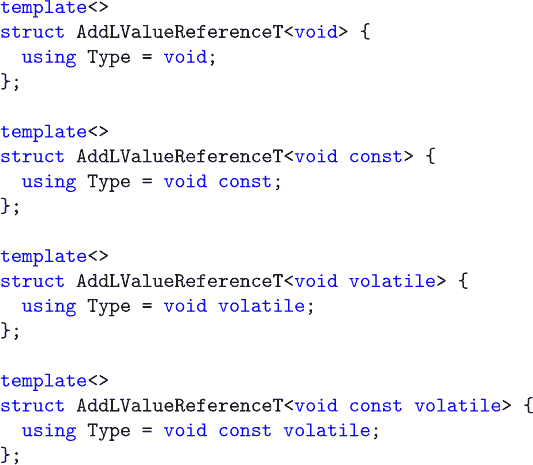 template<>
struct AddLValueReferenceT<void> {
  using Type = void;
};

template<>
struct AddLValueReferenceT<void const> {
  using Type = void const;
};

template<>
struct AddLValueReferenceT<void volatile> {
  using Type = void volatile;
};

template<>
struct AddLValueReferenceT<void const volatile> {
  using Type = void const volatile;
};